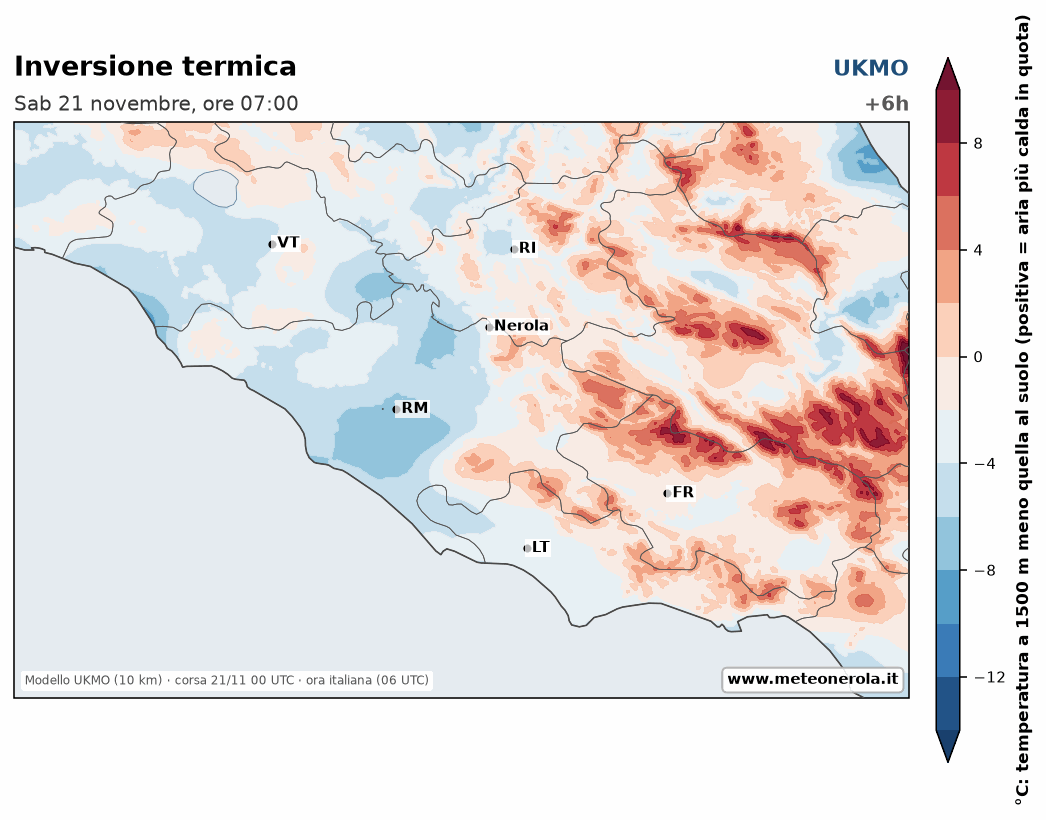 Inversione termica
UKMO
Sab 21 novembre, ore 07:00
+6h
VT
RI
Nerola
RM
FR
LT
Modello UKMO (10 km) · corsa 21/11 00 UTC · ora italiana (06 UTC)
www.meteonerola.it
8
4
0
−4
−8
−12
°C: temperatura a 1500 m meno quella al suolo (positiva = aria più calda in quota)